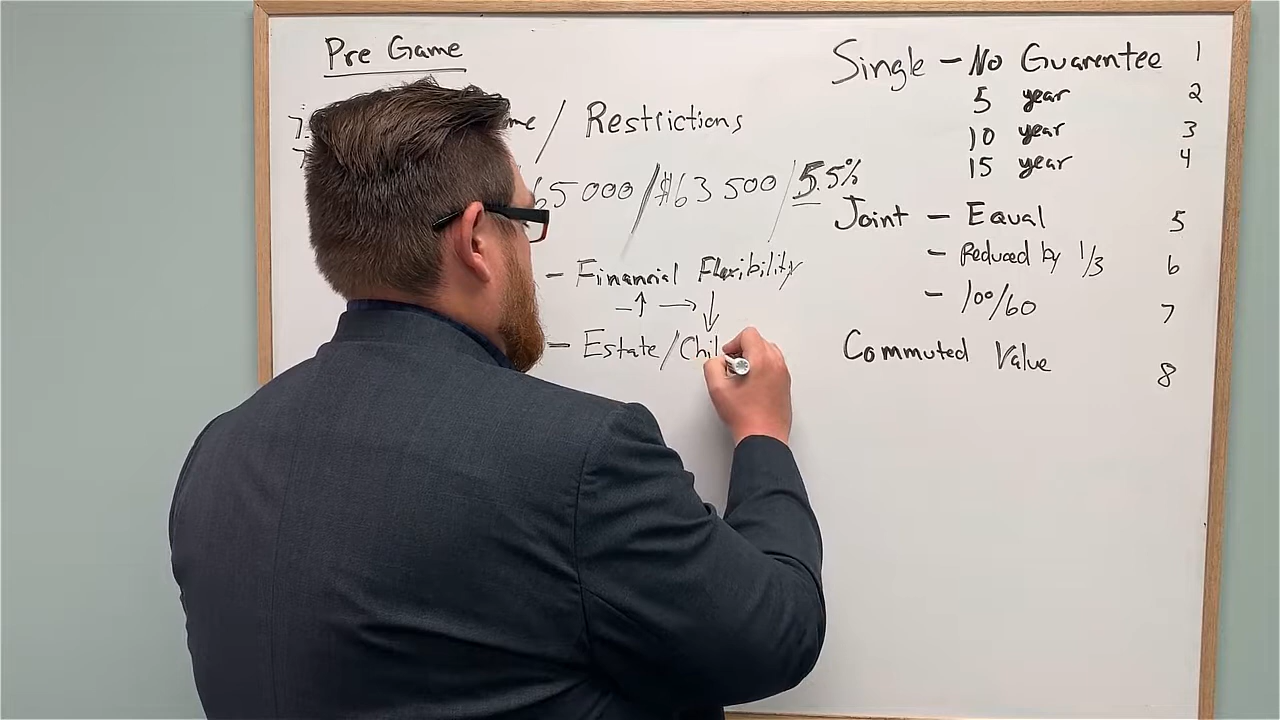 Pre Game
/ Restrictions
65 000 / $63 500 / 5.5%
- Financial Flexibility
- Estate / Chil
Single - No Guarentee 1
5 year 2
10 year 3
15 year 4
Joint - Equal 5
- Reduced by 1/3 6
- 100/60 7
Commuted Value 8